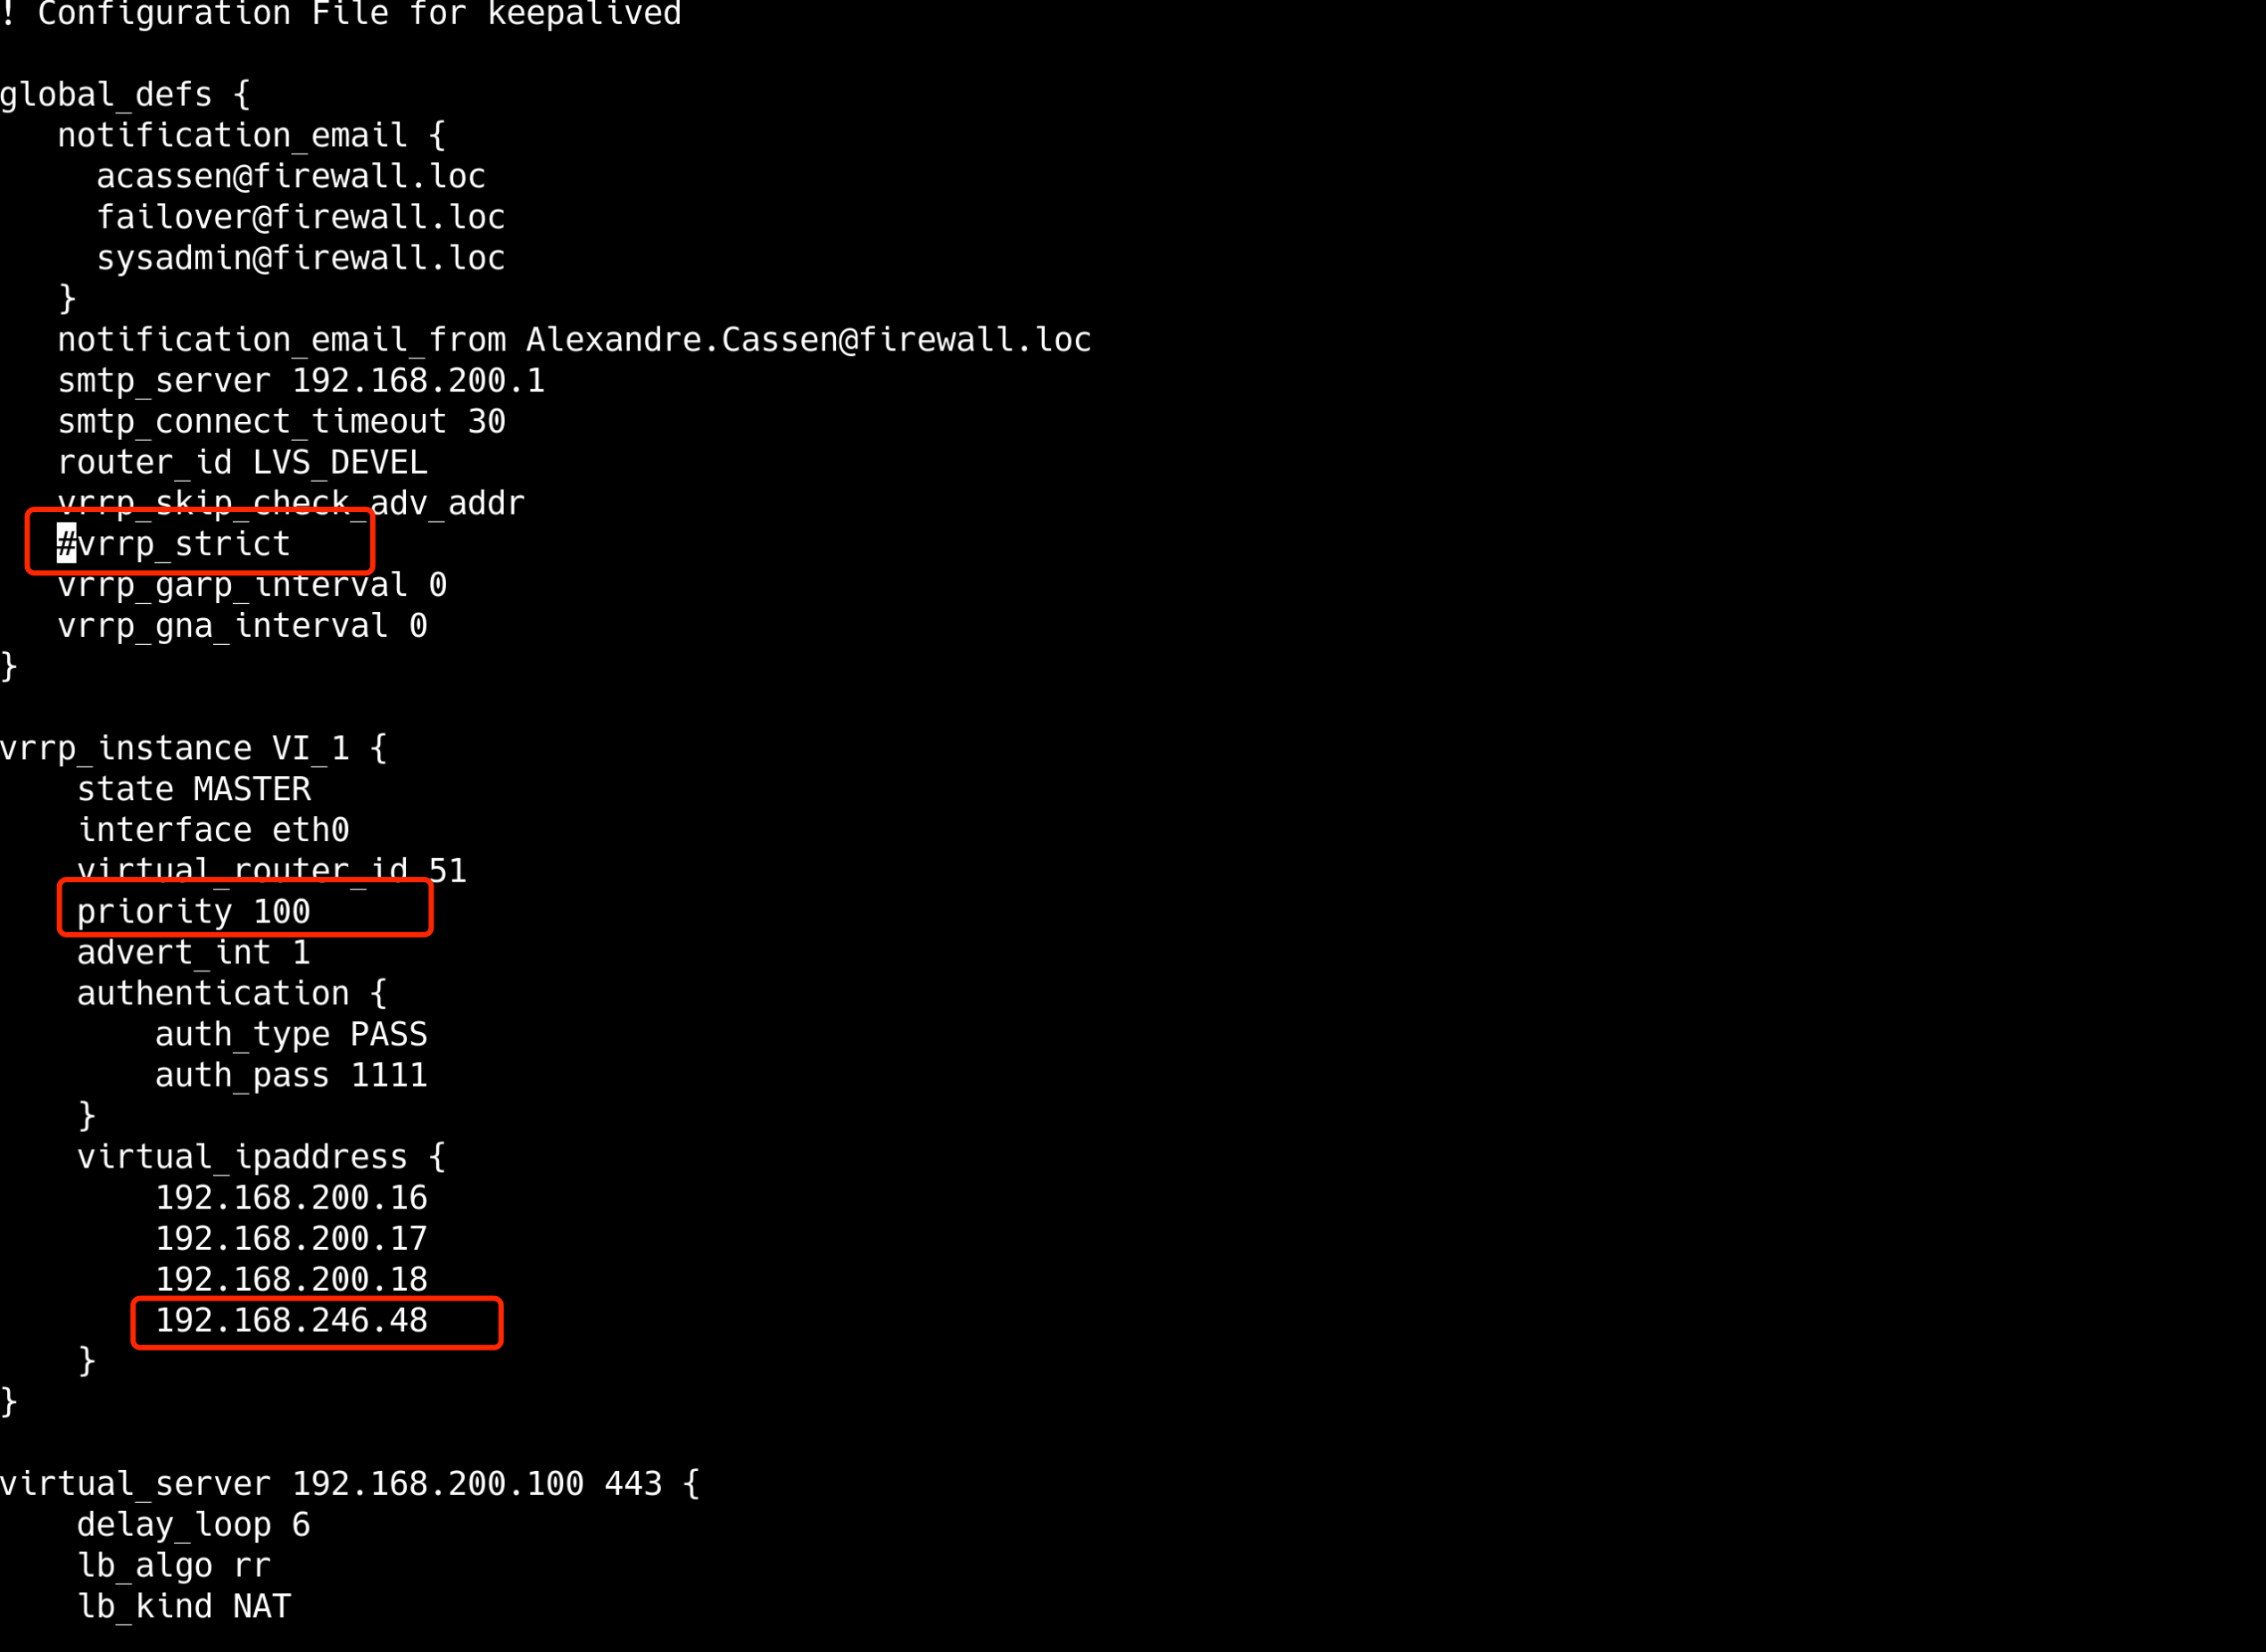 ! Configuration File for keepalived
global_defs {
notification_email {
acassen@firewall.loc
failover@firewall.loc
sysadmin@firewall.loc
}
notification_email_from Alexandre.Cassen@firewall.loc
smtp_server 192.168.200.1
smtp_connect_timeout 30
router_id LVS_DEVEL
vrrp_skip_check_adv_addr
#vrrp_strict
vrrp_garp_interval 0
vrrp_gna_interval 0
}
vrrp_instance VI_1 {
state MASTER
interface eth0
virtual_router_id 51
priority 100
advert_int 1
authentication {
auth_type PASS
auth_pass 1111
}
virtual_ipaddress {
192.168.200.16
192.168.200.17
192.168.200.18
192.168.246.48
}
}
virtual_server 192.168.200.100 443 {
delay_loop 6
lb_algo rr
lb_kind NAT